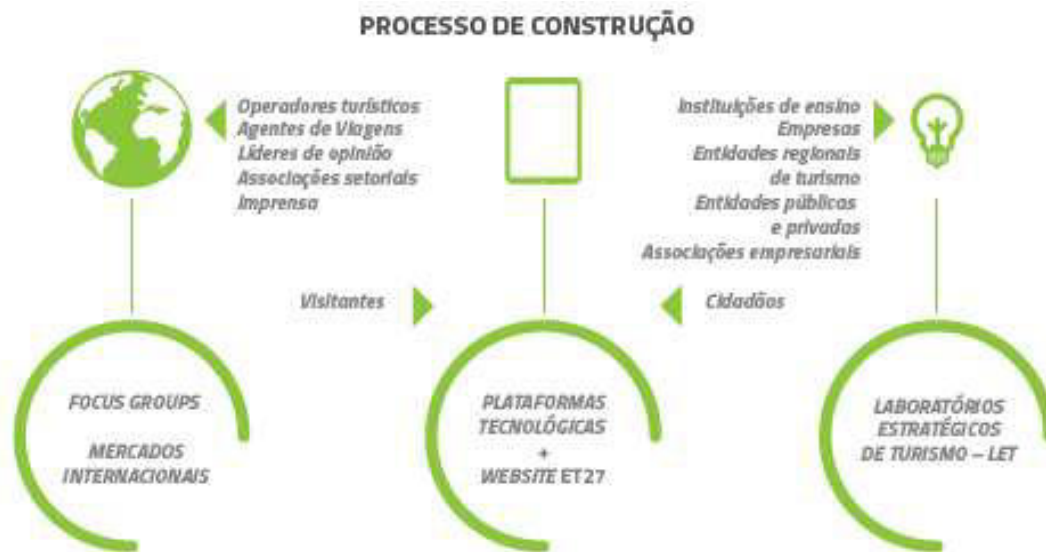 PROCESSO DE CONSTRUÇÃO
Operadores turísticos
Agentes de Viagens
Líderes de opinião
Associações setoriais
Imprensa
Instituições de ensino
Empresas
Entidades regionais
de turismo
Entidades públicas
e privadas
Associações empresariais
Visitantes
Cidadãos
FOCUS GROUPS
MERCADOS
INTERNACIONAIS
PLATAFORMAS
TECNOLÓGICAS
+
WEBSITE ET27
LABORATÓRIOS
ESTRATÉGICOS
DE TURISMO – LET